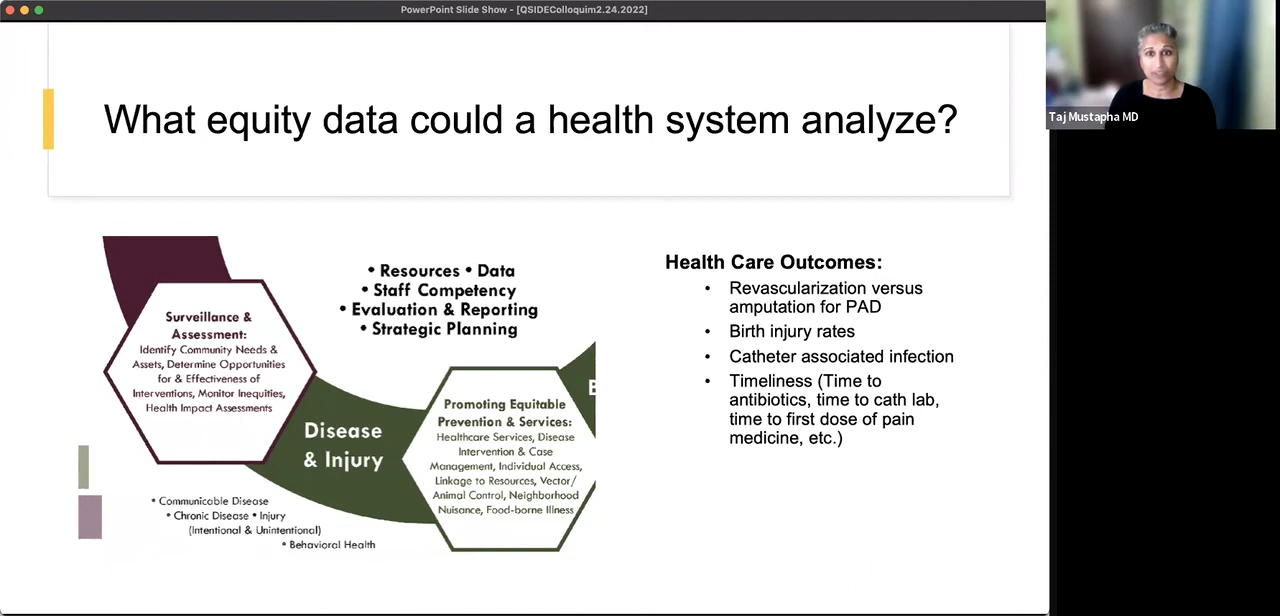 PowerPoint Slide Show - [QSIDEColloquim2.24.2022]
What equity data could a health system analyze?
Taj Mustapha MD
• Resources • Data
• Staff Competency
• Evaluation & Reporting
• Strategic Planning
Surveillance &
Assessment:
Identify Community Needs &
Assets, Determine Opportunities
for & Effectiveness of
Interventions, Monitor Inequities,
Health Impact Assessments
Disease
& Injury
Promoting Equitable
Prevention & Services:
Healthcare Services, Disease
Intervention & Case
Management, Individual Access,
Linkage to Resources, Vector/
Animal Control, Neighborhood
Nuisance, Food-borne Illness
• Communicable Disease
• Chronic Disease • Injury
(Intentional & Unintentional)
• Behavioral Health
Health Care Outcomes:
• Revascularization versus
amputation for PAD
• Birth injury rates
• Catheter associated infection
• Timeliness (Time to
antibiotics, time to cath lab,
time to first dose of pain
medicine, etc.)